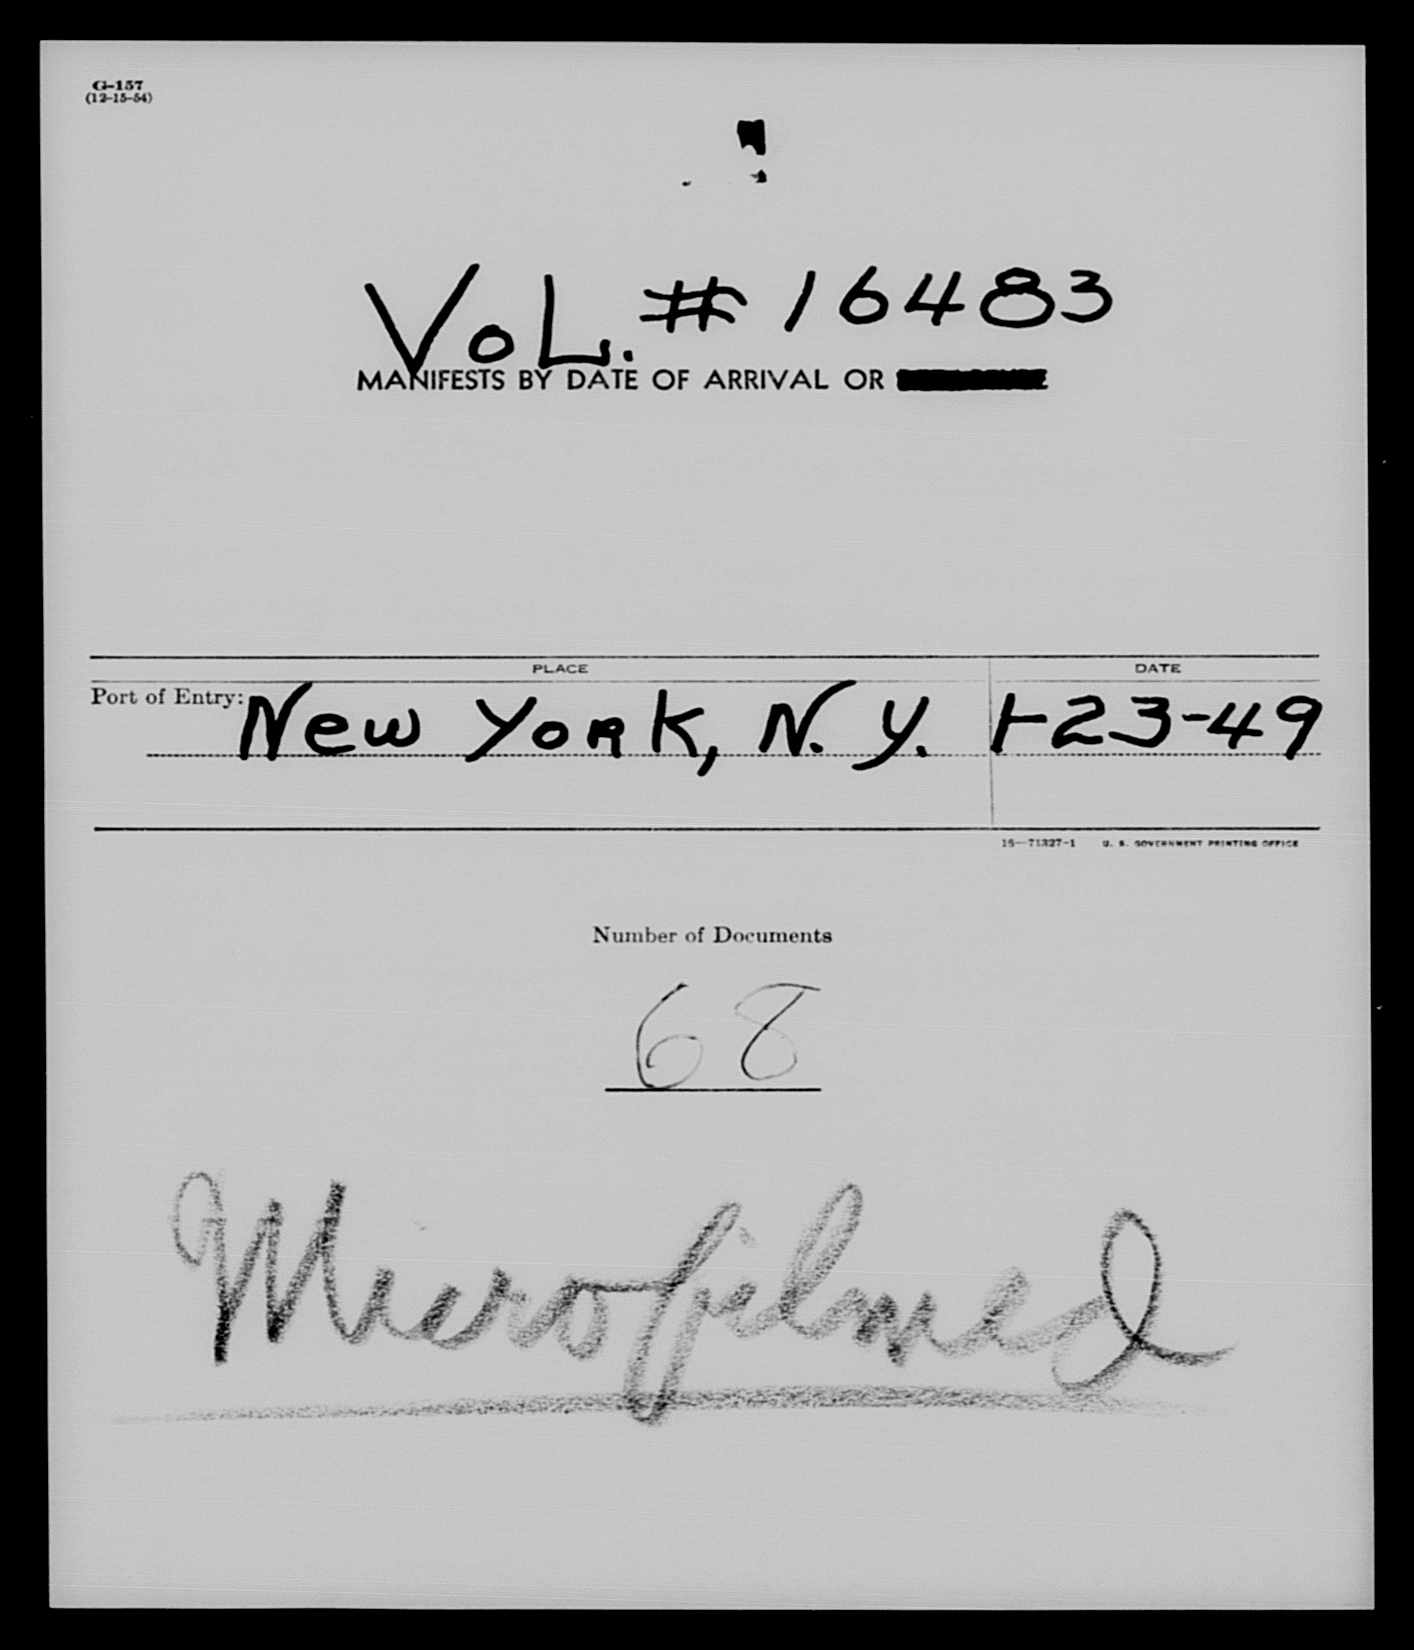 G-157
(12-15-54)
VoL. # 16483
MANIFESTS BY DATE OF ARRIVAL OR
PLACE DATE
Port of Entry: New York, N. Y. 1-23-49
16—71327-1 U. S. GOVERNMENT PRINTING OFFICE
Number of Documents
68
Microfilmed